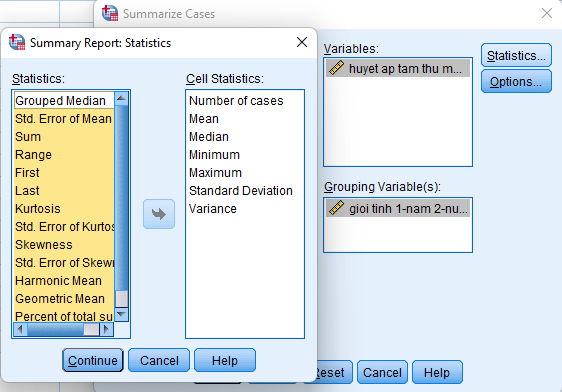 Summarize Cases
Summary Report: Statistics
Statistics:
Grouped Median
Std. Error of Mean
Sum
Range
First
Last
Kurtosis
Std. Error of Kurtos
Skewness
Std. Error of Skewn
Harmonic Mean
Geometric Mean
Percent of total su
Cell Statistics:
Number of cases
Mean
Median
Minimum
Maximum
Standard Deviation
Variance
Continue
Cancel
Help
Variables:
huyet ap tam thu m...
Statistics...
Options...
Grouping Variable(s):
gioi tinh 1-nam 2-nu...
Reset
Cancel
Help